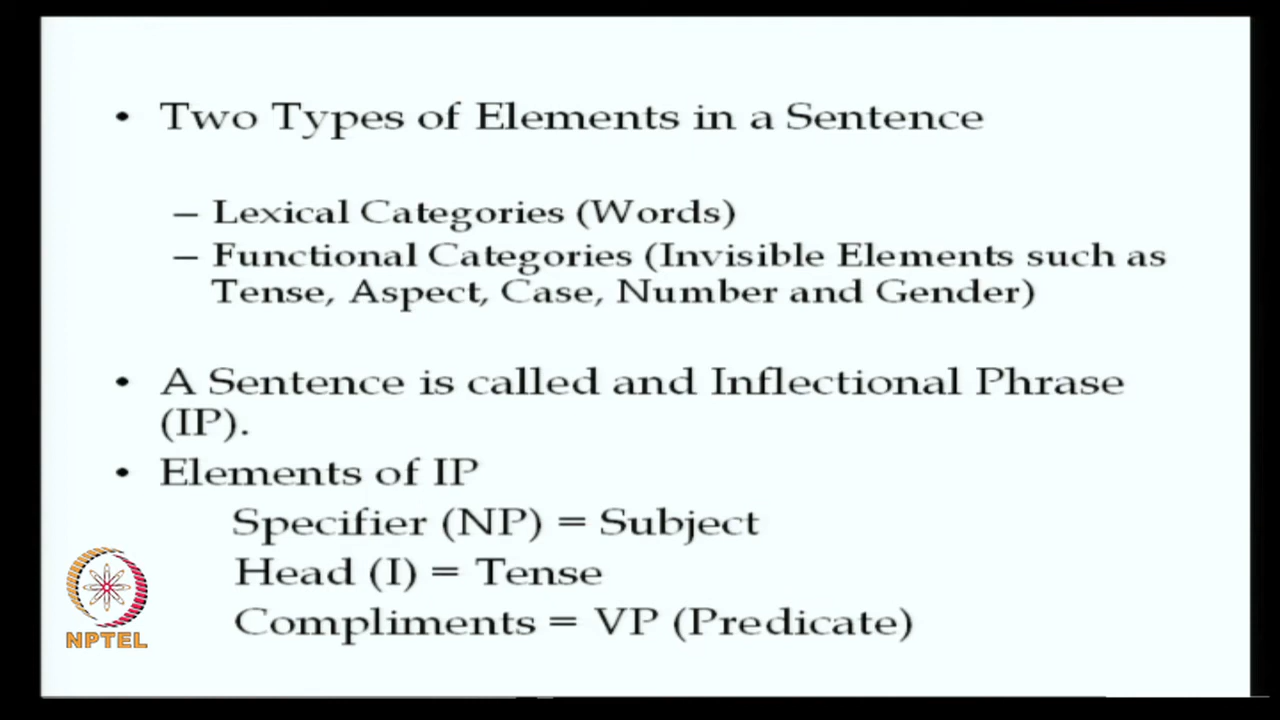 • Two Types of Elements in a Sentence
– Lexical Categories (Words)
– Functional Categories (Invisible Elements such as
Tense, Aspect, Case, Number and Gender)
• A Sentence is called and Inflectional Phrase
(IP).
• Elements of IP
Specifier (NP) = Subject
Head (I) = Tense
Compliments = VP (Predicate)
NPTEL